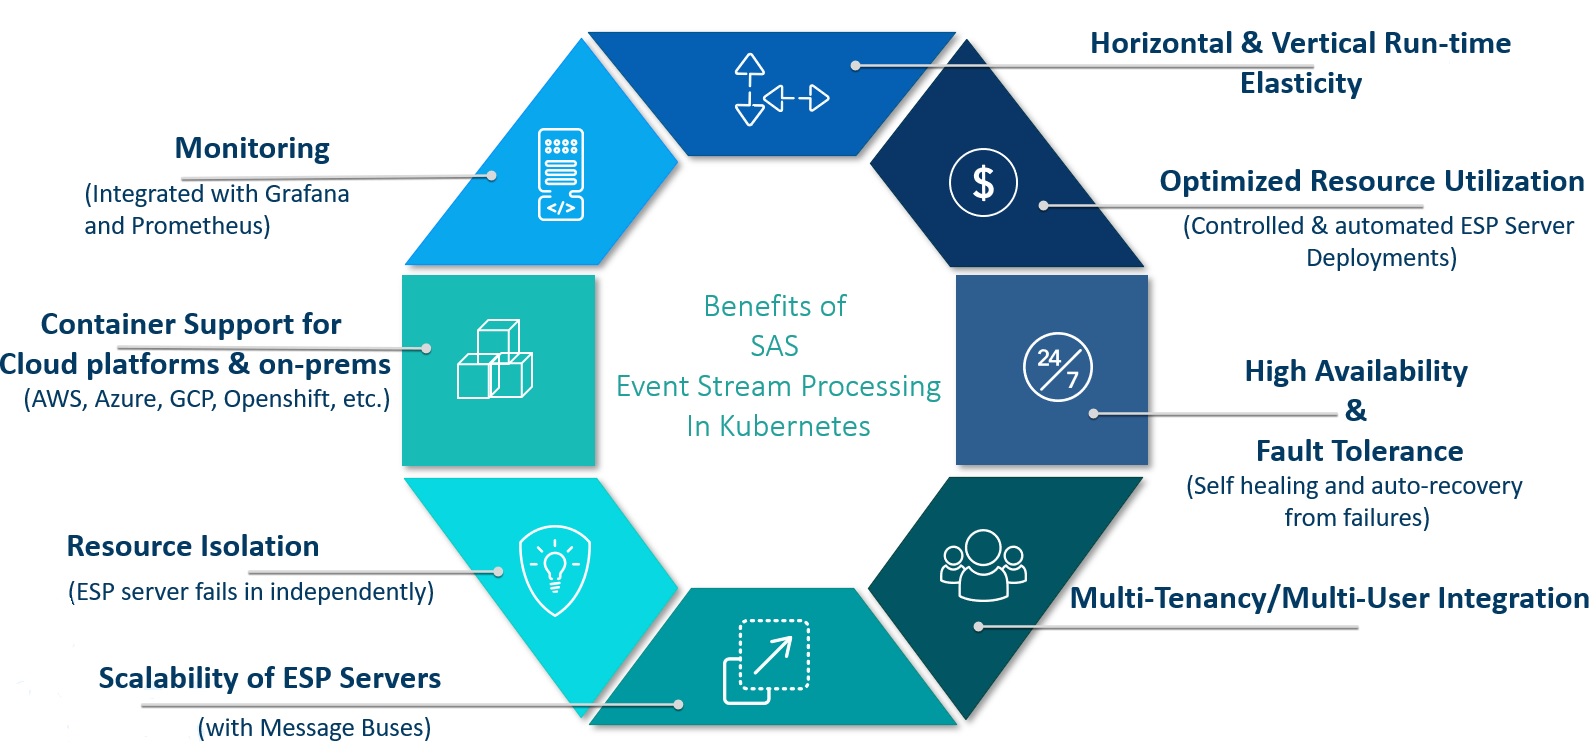 Horizontal & Vertical Run-time
Elasticity
$
Optimized Resource Utilization
(Controlled & automated ESP Server
Deployments)
24/7
High Availability
&
Fault Tolerance
(Self healing and auto-recovery
from failures)
Multi-Tenancy/Multi-User Integration
Scalability of ESP Servers
(with Message Buses)
Resource Isolation
(ESP server fails in independently)
Container Support for
Cloud platforms & on-prems
(AWS, Azure, GCP, Openshift, etc.)
Monitoring
(Integrated with Grafana
and Prometheus)
</>
Benefits of
SAS
Event Stream Processing
In Kubernetes